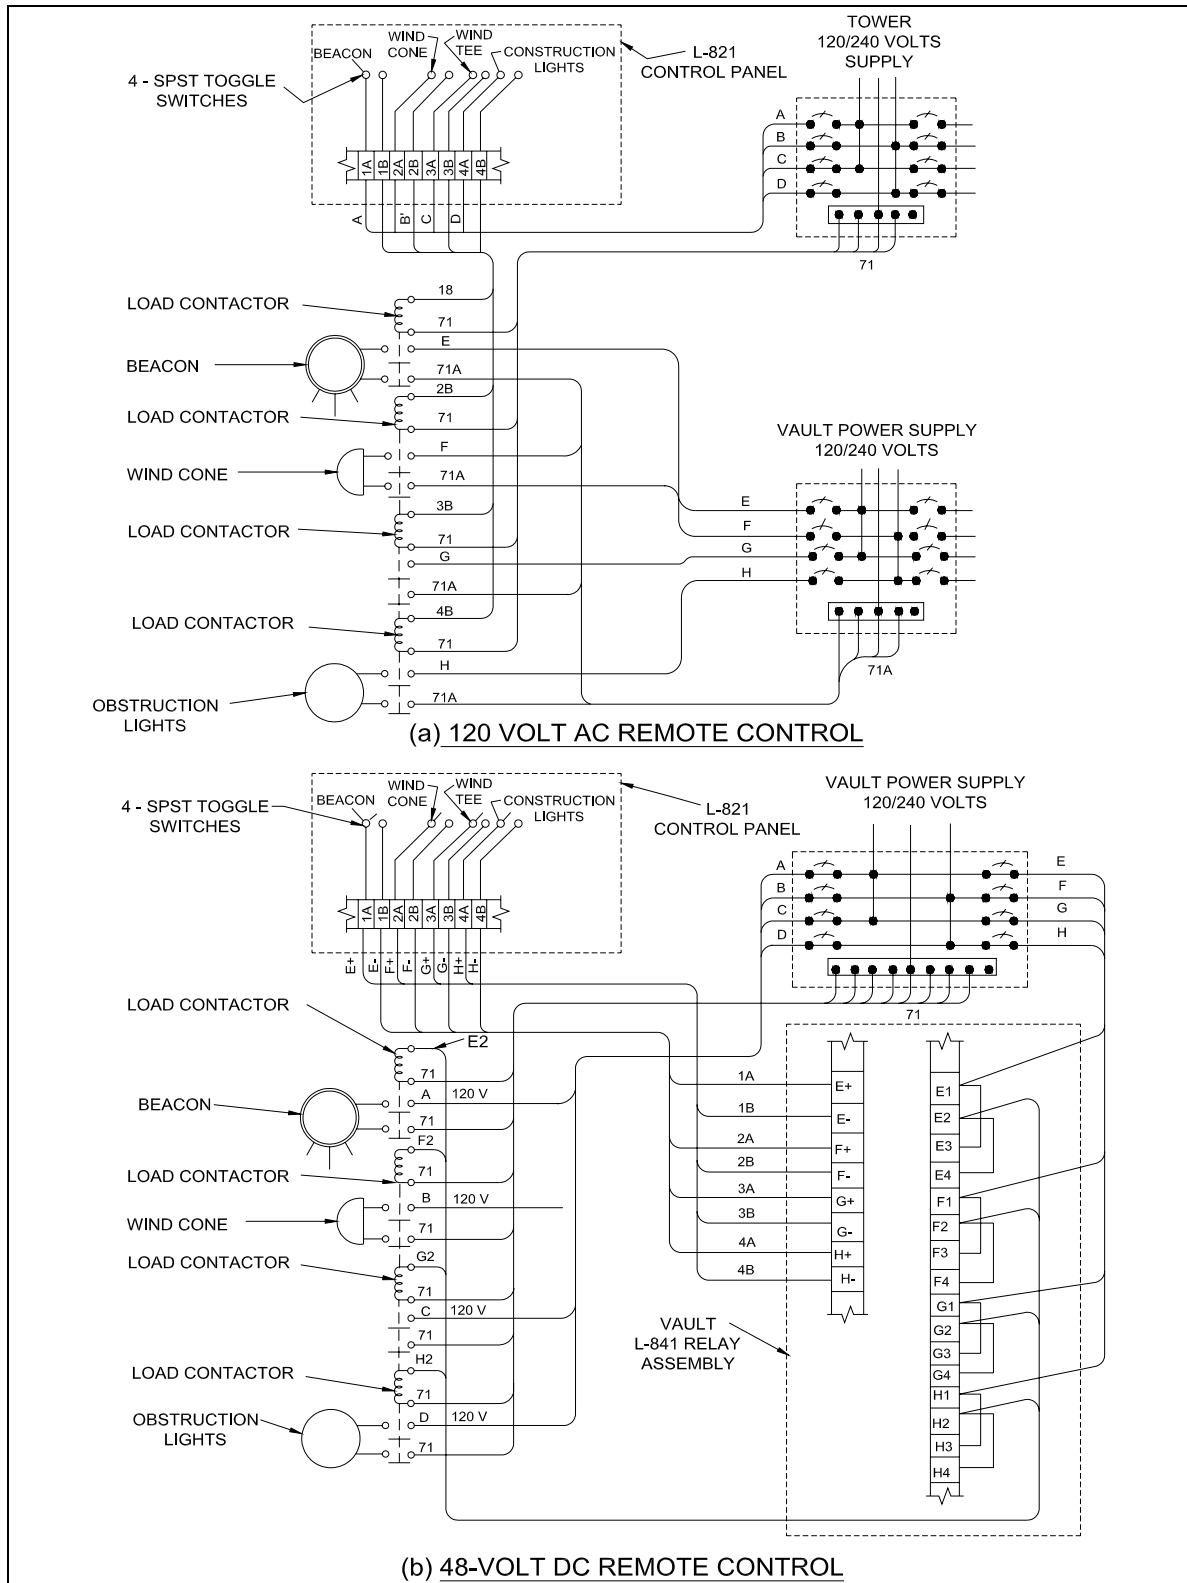 TOWER
120/240 VOLTS
SUPPLY
WIND
CONE
WIND
TEE
BEACON
CONSTRUCTION
LIGHTS
L-821
CONTROL PANEL
4 - SPST TOGGLE
SWITCHES
1A
1B
2A
2B
3A
3B
4A
4B
A
B'
C
D
A
B
C
D
71
LOAD CONTACTOR
18
71
BEACON
E
71A
LOAD CONTACTOR
2B
71
WIND CONE
F
71A
LOAD CONTACTOR
3B
71
G
71A
LOAD CONTACTOR
4B
71
OBSTRUCTION
LIGHTS
H
71A
VAULT POWER SUPPLY
120/240 VOLTS
E
F
G
H
71A
(a) 120 VOLT AC REMOTE CONTROL
4 - SPST TOGGLE
SWITCHES
BEACON
WIND
CONE
WIND
TEE
CONSTRUCTION
LIGHTS
L-821
CONTROL PANEL
VAULT POWER SUPPLY
120/240 VOLTS
1A
1B
2A
2B
3A
3B
4A
4B
E+
E-
F+
F-
G+
G-
H+
H-
A
B
C
D
E
F
G
H
71
LOAD CONTACTOR
E2
71
BEACON
A 120 V
71
LOAD CONTACTOR
F2
71
WIND CONE
B 120 V
71
LOAD CONTACTOR
G2
71
C 120 V
71
LOAD CONTACTOR
H2
71
OBSTRUCTION
LIGHTS
D 120 V
71
1A
1B
2A
2B
3A
3B
4A
4B
E+
E-
F+
F-
G+
G-
H+
H-
E1
E2
E3
E4
F1
F2
F3
F4
G1
G2
G3
G4
H1
H2
H3
H4
VAULT
L-841 RELAY
ASSEMBLY
(b) 48-VOLT DC REMOTE CONTROL